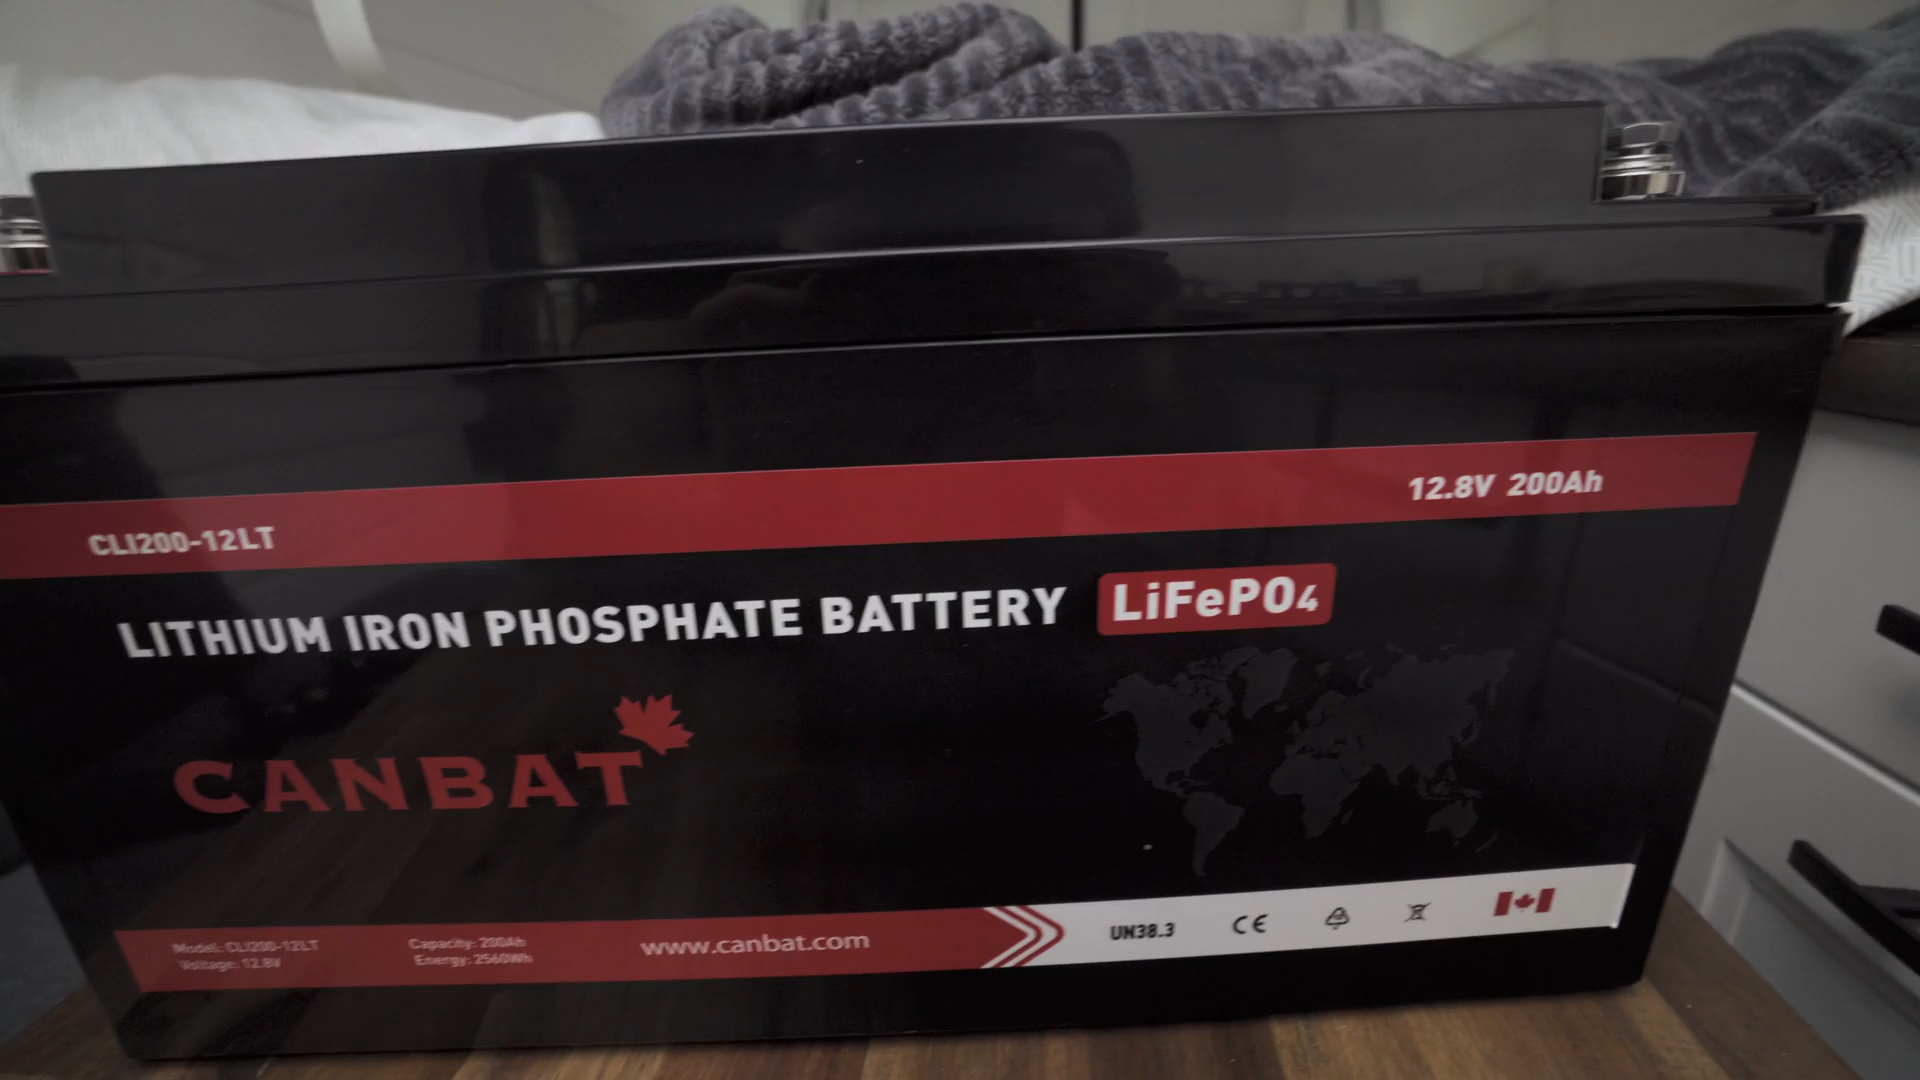 CLI200-12LT
12.8V 200Ah
LITHIUM IRON PHOSPHATE BATTERY LiFePO4
CANBAT
Model: CLI200-12LT
Voltage: 12.8V
Capacity: 200Ah
Energy: 2560Wh
www.canbat.com
UN38.3
CE